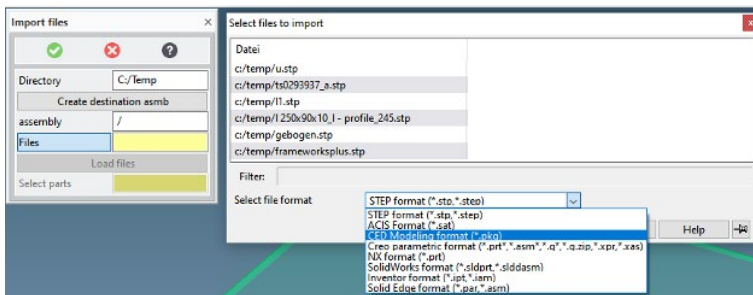 Import files
Directory
C:/Temp
Create destination asmb
assembly
/
Files
Load files
Select parts
Select files to import
Datei
c:/temp/u.stp
c:/temp/ts0293937_a.stp
c:/temp/l1.stp
c:/temp/l 250x90x10_l - profile_245.stp
c:/temp/gebogen.stp
c:/temp/frameworksplus.stp
Filter:
Select file format
STEP format (*.stp,*.step)
STEP format (*.stp,*.step)
ACIS Format (*.sat)
CED Modeling format (*.pkg)
Creo parametric format (*.prt*,*.asm*,*.g*,*.g.zip,*.xpr,*.xas)
NX format (*.prt)
SolidWorks format (*.sldprt,*.slddasm)
Inventor format (*.ipt,*.iam)
Solid Edge format (*.par,*.asm)
Help